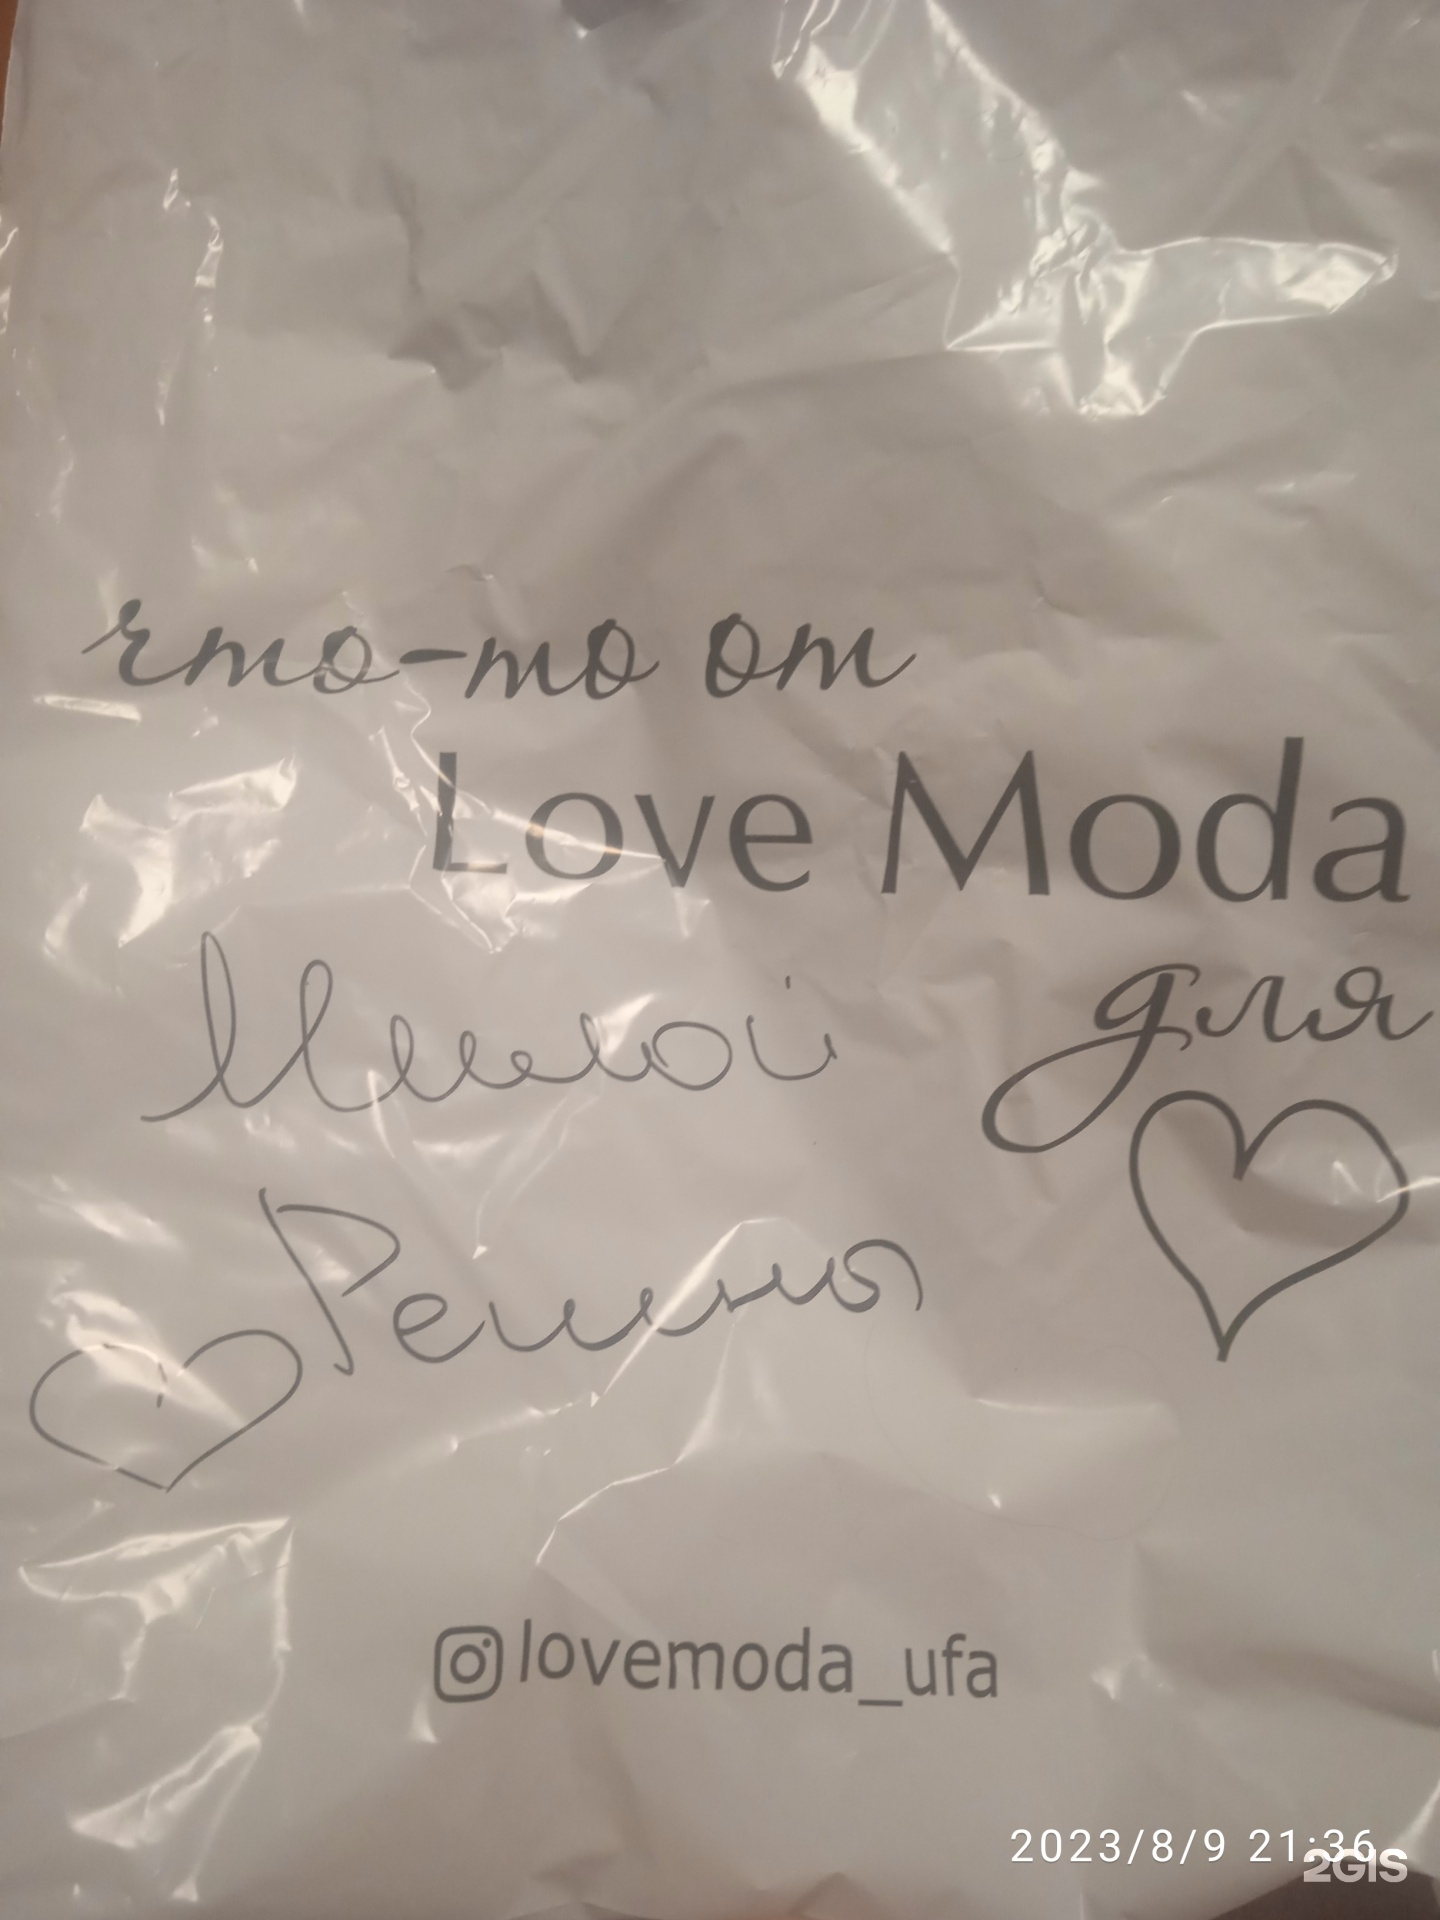 что-то от
Love Moda
для
Милой
Регины
lovemoda_ufa
2023/8/9 21:36
2GIS